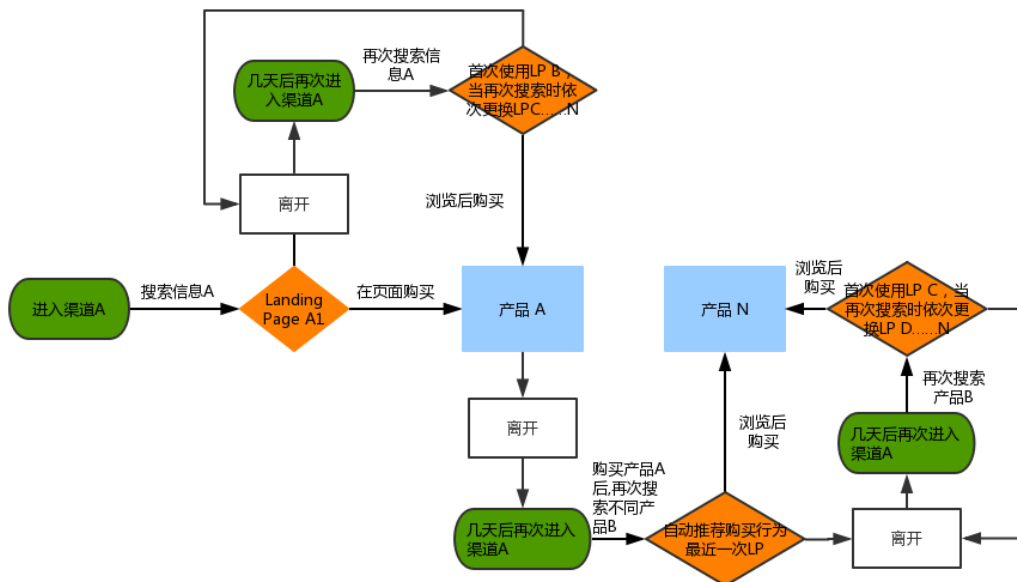 再次搜索信
息A
首次使用LP B，
当再次搜索时依
次更换LPC……N
几天后再次进
入渠道A
离开
浏览后购买
进入渠道A
搜索信息A
Landing
Page A1
在页面购买
产品 A
产品 N
浏览后
购买
首次使用LP C，当
再次搜索时依次更
换LP D……N
再次搜索
产品B
离开
浏览后
购买
几天后再次进入
渠道A
购买产品A
后,再次搜
索不同产
品B
几天后再次进入
渠道A
自动推荐购买行为
最近一次LP
离开